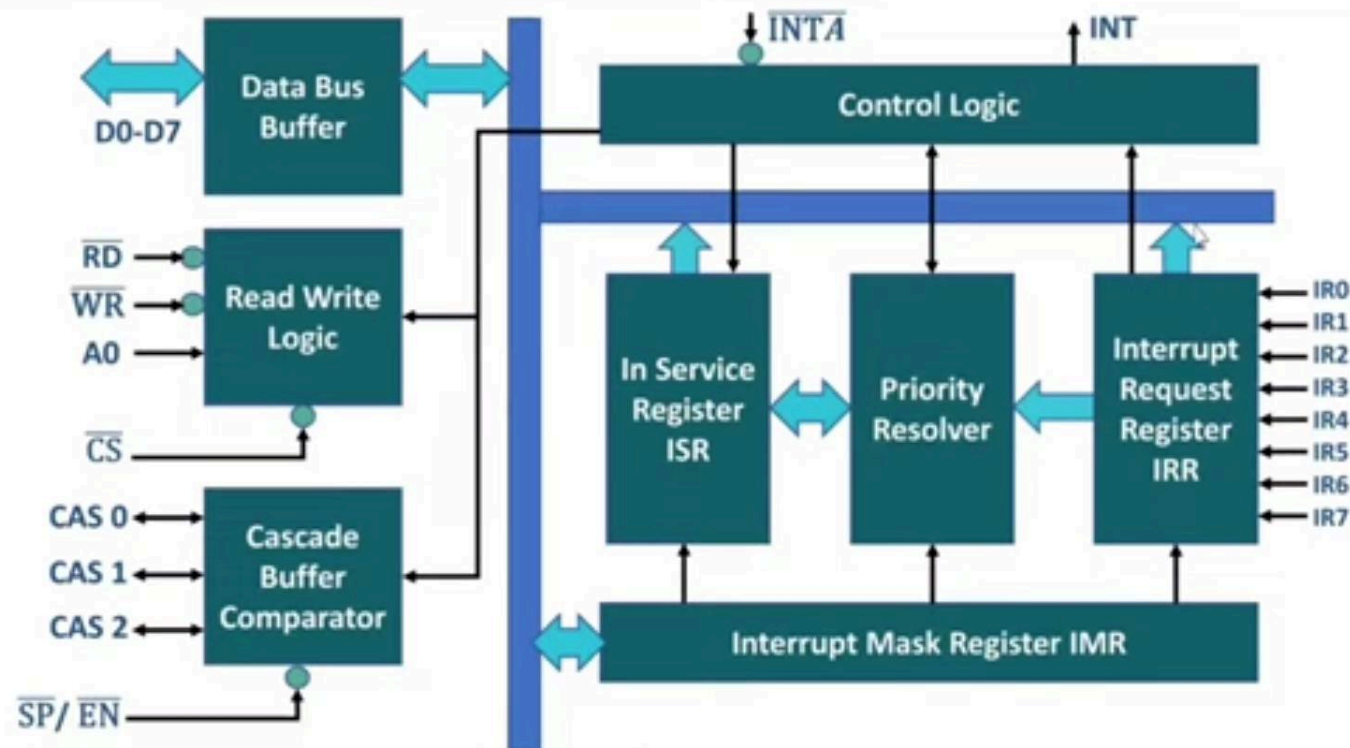 INTA
INT
Data Bus
Buffer
D0-D7
Control Logic
RD
WR
A0
CS
Read Write
Logic
In Service
Register
ISR
Priority
Resolver
Interrupt
Request
Register
IRR
IR0
IR1
IR2
IR3
IR4
IR5
IR6
IR7
CAS 0
CAS 1
CAS 2
Cascade
Buffer
Comparator
SP/ EN
Interrupt Mask Register IMR